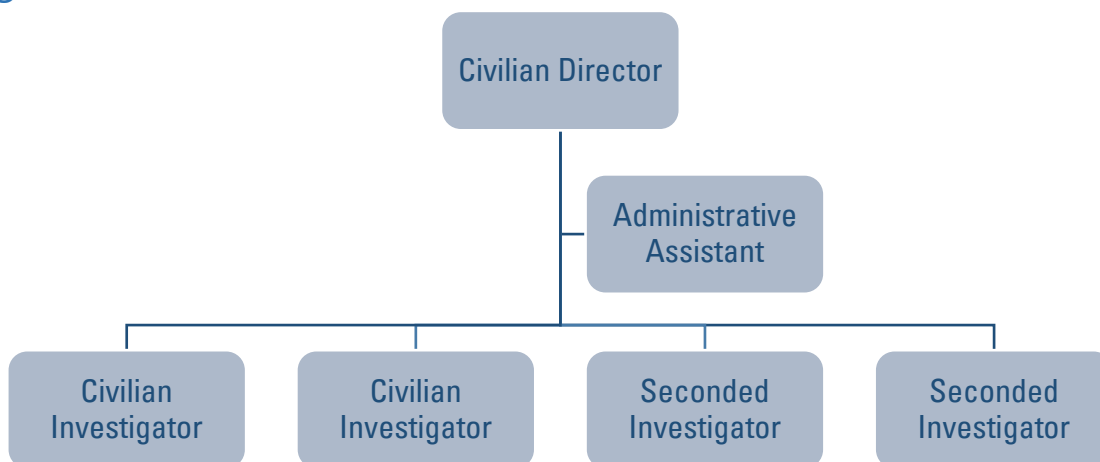 Civilian Director
Administrative
Assistant
Civilian
Investigator
Civilian
Investigator
Seconded
Investigator
Seconded
Investigator